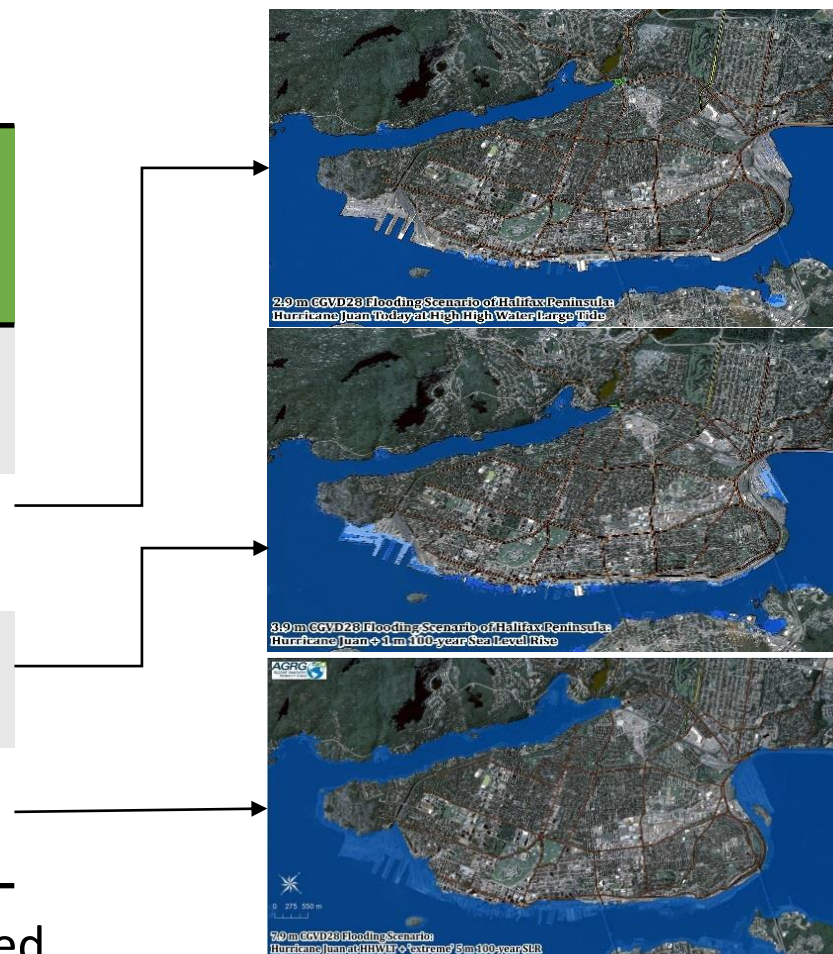 2.9 m CGVD28 Flooding Scenario of Halifax Peninsula:
Hurricane Juan Today at High High Water Large Tide
3.9 m CGVD28 Flooding Scenario of Halifax Peninsula:
Hurricane Juan + 1 m 100-year Sea Level Rise
AGRG
0 275 550 m
7.9 m CGVD28 Flooding Scenario:
Hurricane Juan at HHWLT + 'extreme' 5 m 100-year SLR
ed